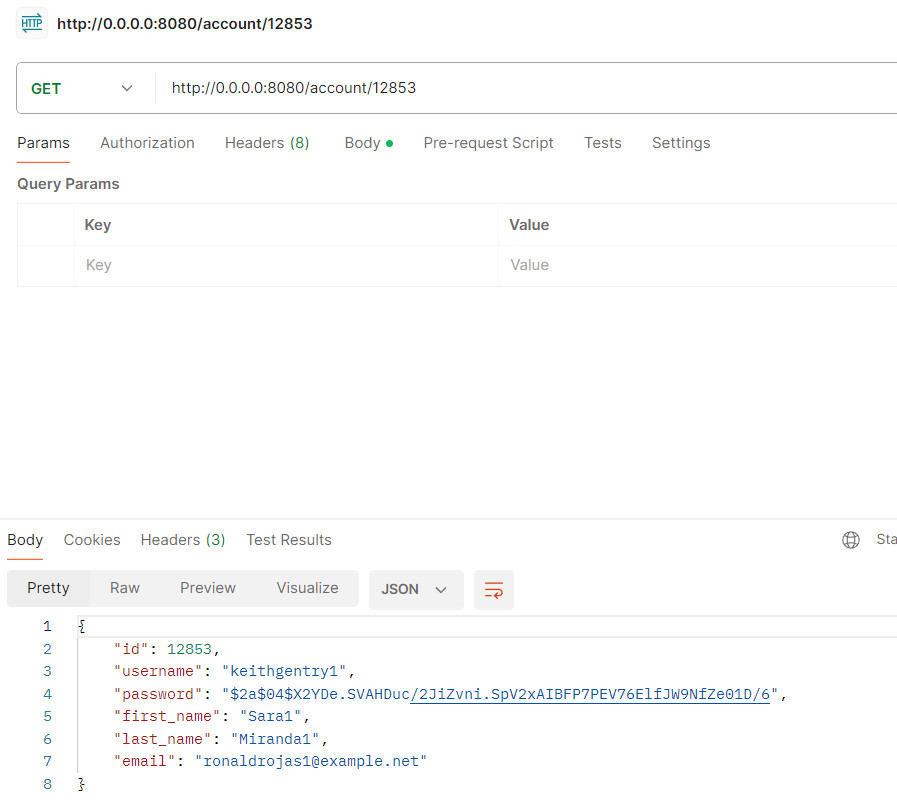 HTTP http://0.0.0.0:8080/account/12853
GET http://0.0.0.0:8080/account/12853
Params Authorization Headers (8) Body Pre-request Script Tests Settings
Query Params
Key Value
Key Value
Body Cookies Headers (3) Test Results Sta
Pretty Raw Preview Visualize JSON
1 {
2 "id": 12853,
3 "username": "keithgentry1",
4 "password": "$2a$04$X2YDe.SVAHDuc/2JiZvni.SpV2xAIBFP7PEV76ElfJW9NfZe01D/6",
5 "first_name": "Sara1",
6 "last_name": "Miranda1",
7 "email": "ronaldrojas1@example.net"
8 }